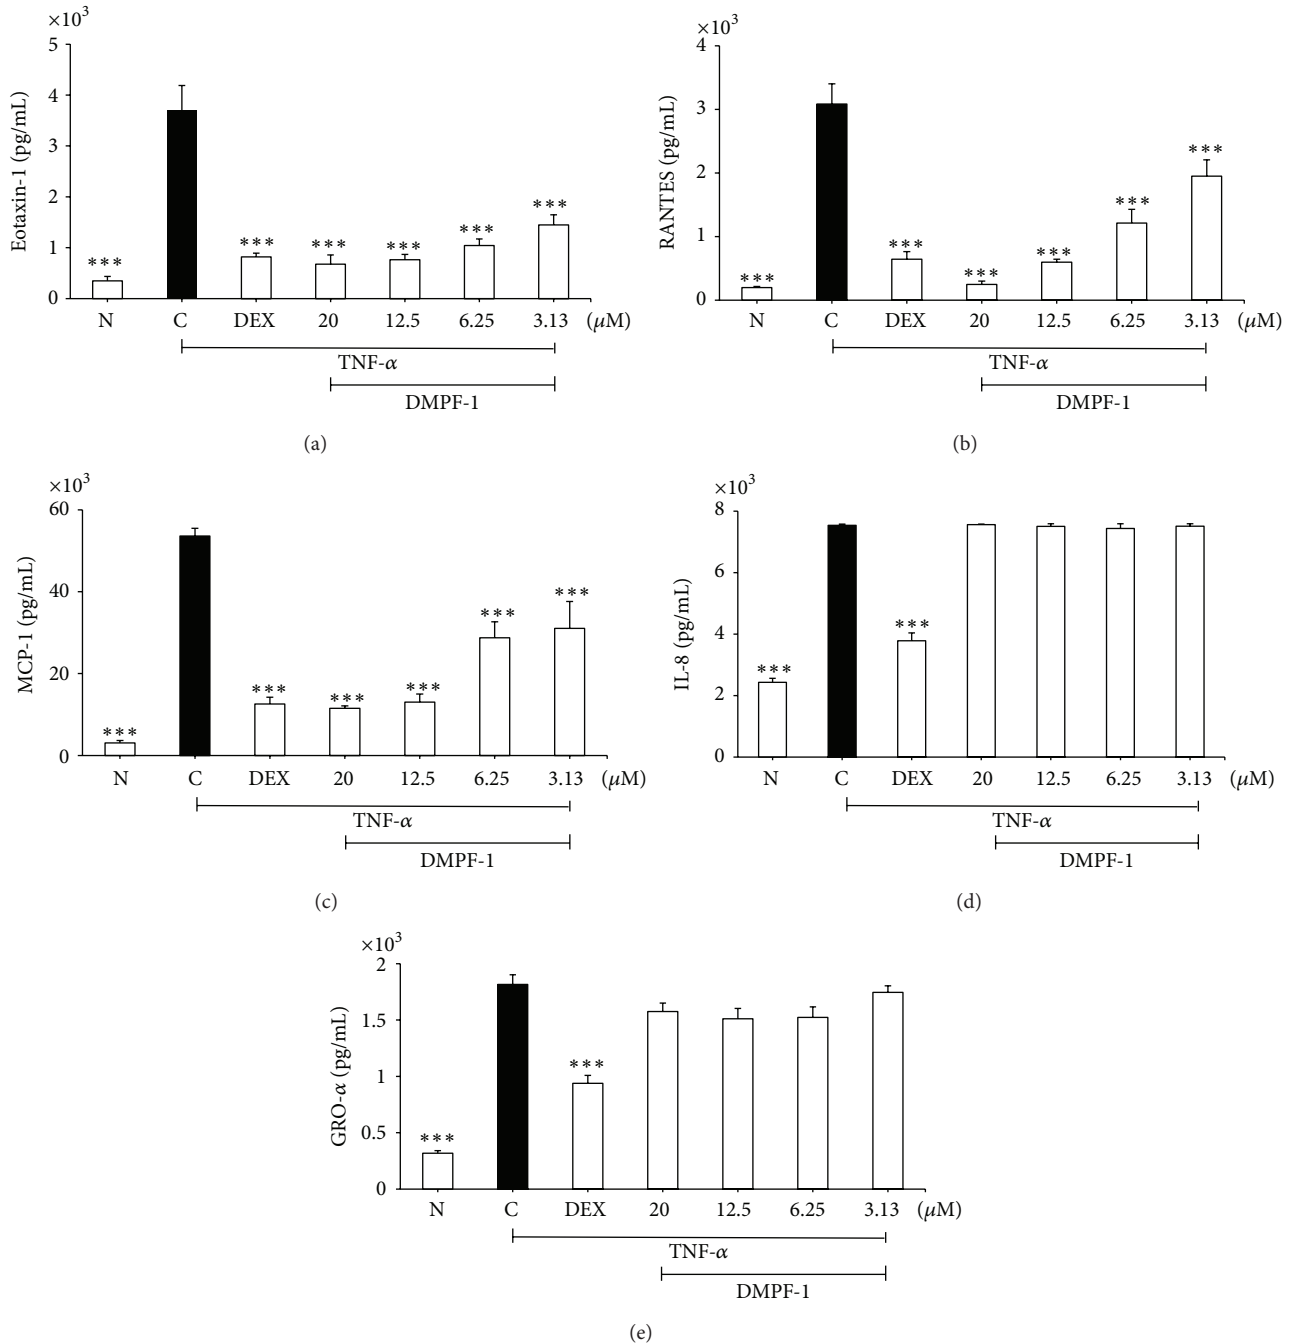 ×10³
5
4
3
2
1
0
Eotaxin-1 (pg/mL)
***
***
***
***
***
***
N C DEX 20 12.5 6.25 3.13 (μM)
TNF-α
DMPF-1
(a)
×10³
4
3
2
1
0
RANTES (pg/mL)
***
***
***
***
***
***
N C DEX 20 12.5 6.25 3.13 (μM)
TNF-α
DMPF-1
(b)
×10³
60
40
20
0
MCP-1 (pg/mL)
***
***
***
***
***
***
N C DEX 20 12.5 6.25 3.13 (μM)
TNF-α
DMPF-1
(c)
×10³
8
6
4
2
0
IL-8 (pg/mL)
***
***
N C DEX 20 12.5 6.25 3.13 (μM)
TNF-α
DMPF-1
(d)
×10³
2
1.5
1
0.5
0
GRO-α (pg/mL)
***
***
N C DEX 20 12.5 6.25 3.13 (μM)
TNF-α
DMPF-1
(e)